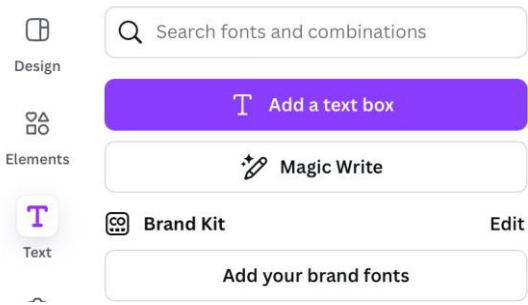 Search fonts and combinations
Design
T Add a text box
Elements
Magic Write
T
Text
CO Brand Kit Edit
Add your brand fonts